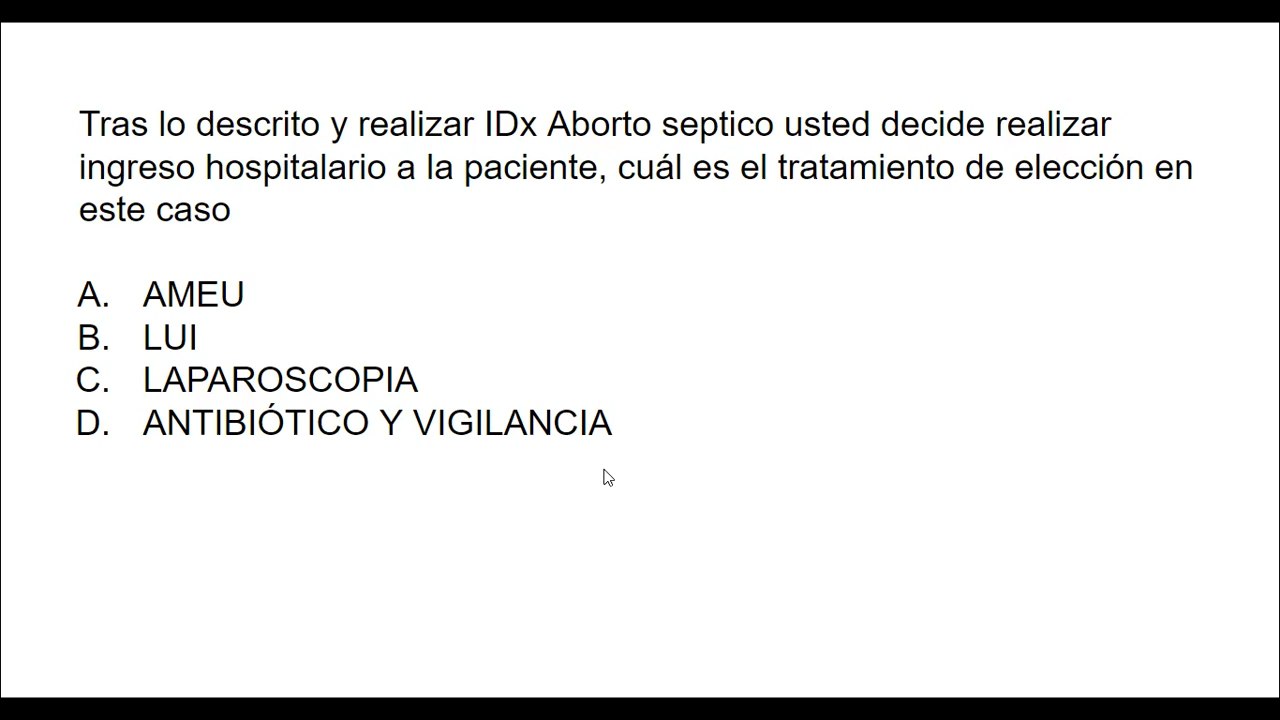 Tras lo descrito y realizar IDx Aborto septico usted decide realizar
ingreso hospitalario a la paciente, cuál es el tratamiento de elección en
este caso
A. AMEU
B. LUI
C. LAPAROSCOPIA
D. ANTIBIÓTICO Y VIGILANCIA